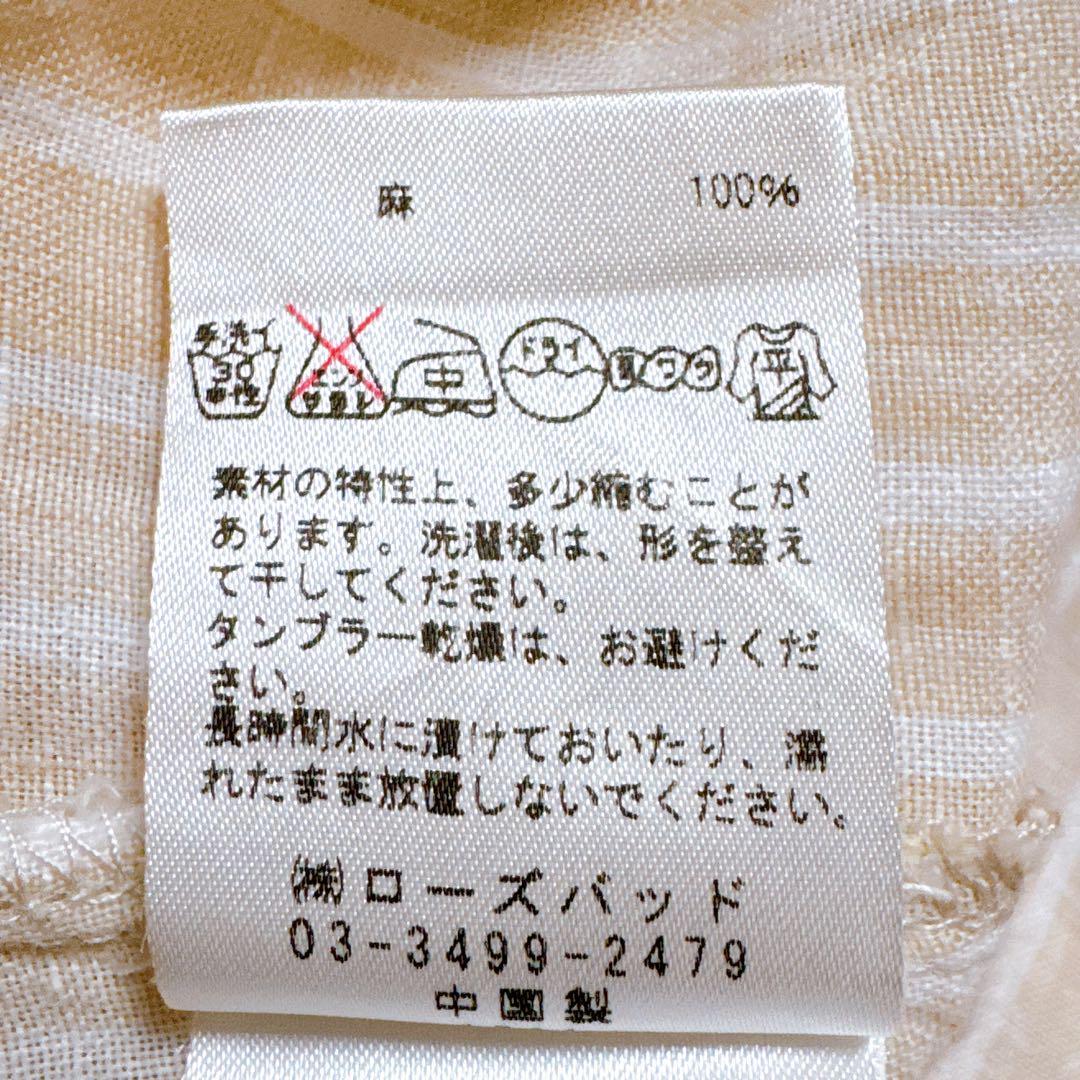 麻 100%
手洗イ
30
中性
エンソ
サラシ
中
ドライ
平
素材の特性上、多少縮むことが
あります。洗濯後は、形を整え
て干してください。
タンブラー乾燥は、お避けくだ
さい。
長時間水に漬けておいたり、濡
れたまま放置しないでください。
㈱ローズバッド
03-3499-2479
中国製